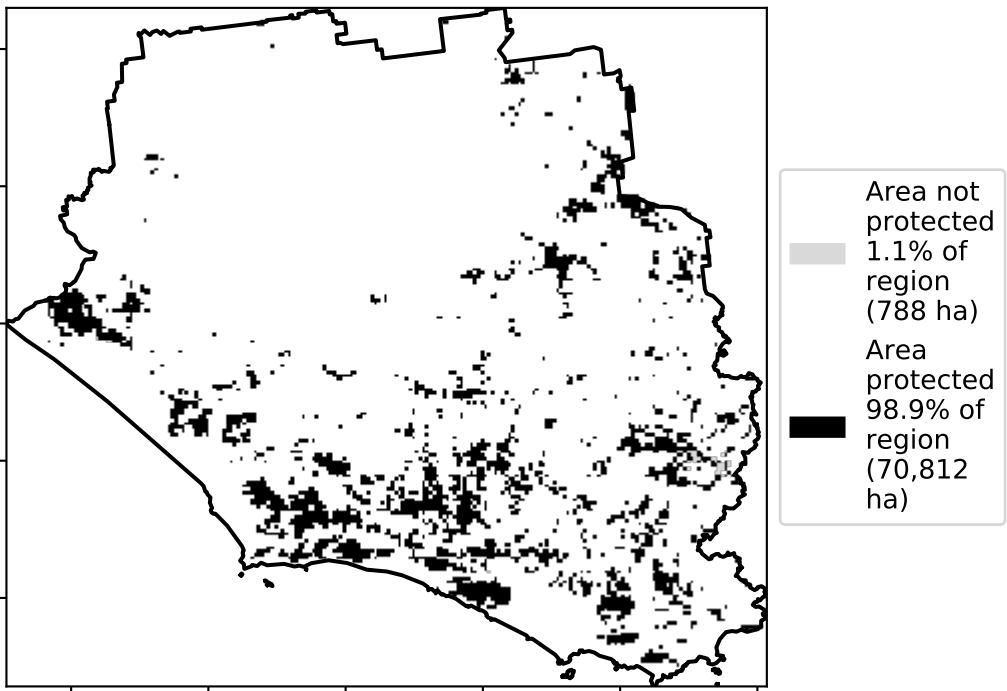 Area not
protected
1.1% of
region
(788 ha)
Area
protected
98.9% of
region
(70,812
ha)